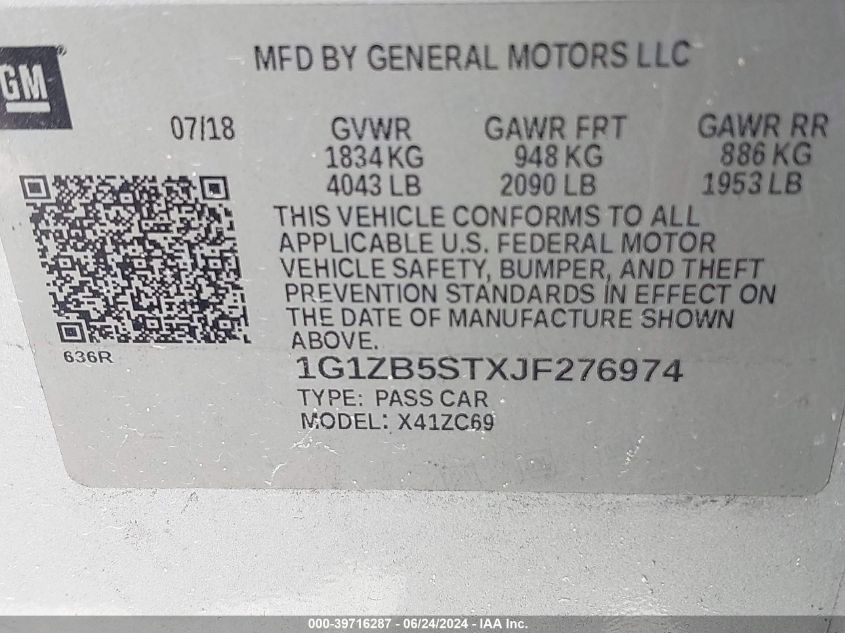 GM
MFD BY GENERAL MOTORS LLC
07/18 GVWR GAWR FRT GAWR RR
1834 KG 948 KG 886 KG
4043 LB 2090 LB 1953 LB
THIS VEHICLE CONFORMS TO ALL
APPLICABLE U.S. FEDERAL MOTOR
VEHICLE SAFETY, BUMPER, AND THEFT
PREVENTION STANDARDS IN EFFECT ON
THE DATE OF MANUFACTURE SHOWN
ABOVE.
636R
1G1ZB5STXJF276974
TYPE: PASS CAR
MODEL: X41ZC69
000-39716287 - 06/24/2024 - IAA Inc.